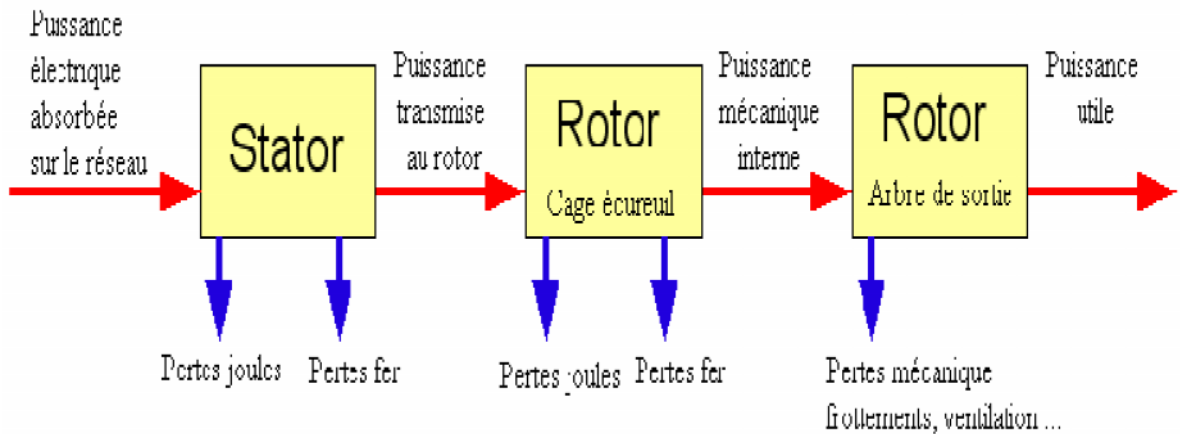 Puissance
électrique
absorbée
sur le réseau
Stator
Puissance
transmise
au rotor
Rotor
Cage écureuil
Puissance
mécanique
interne
Rotor
Arbre de sortie
Puissance
utile
Pertes joules
Pertes fer
Pertes joules
Pertes fer
Pertes mécanique
frottements, ventilation ...